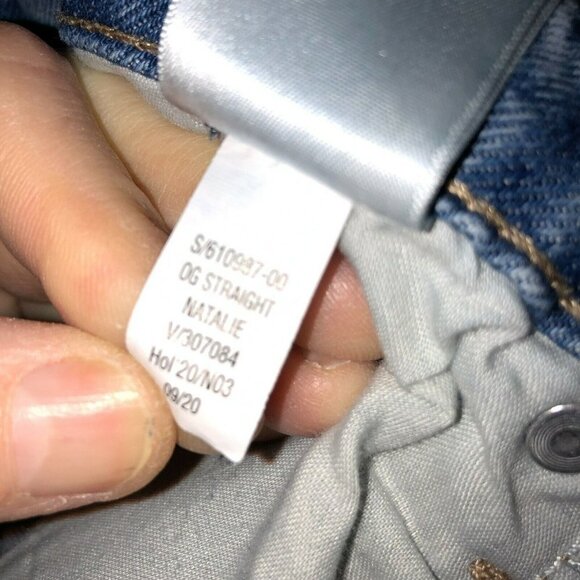 S/610987-00
OG STRAIGHT
NATALIE
V/307084
Hol'20/N03
09/20